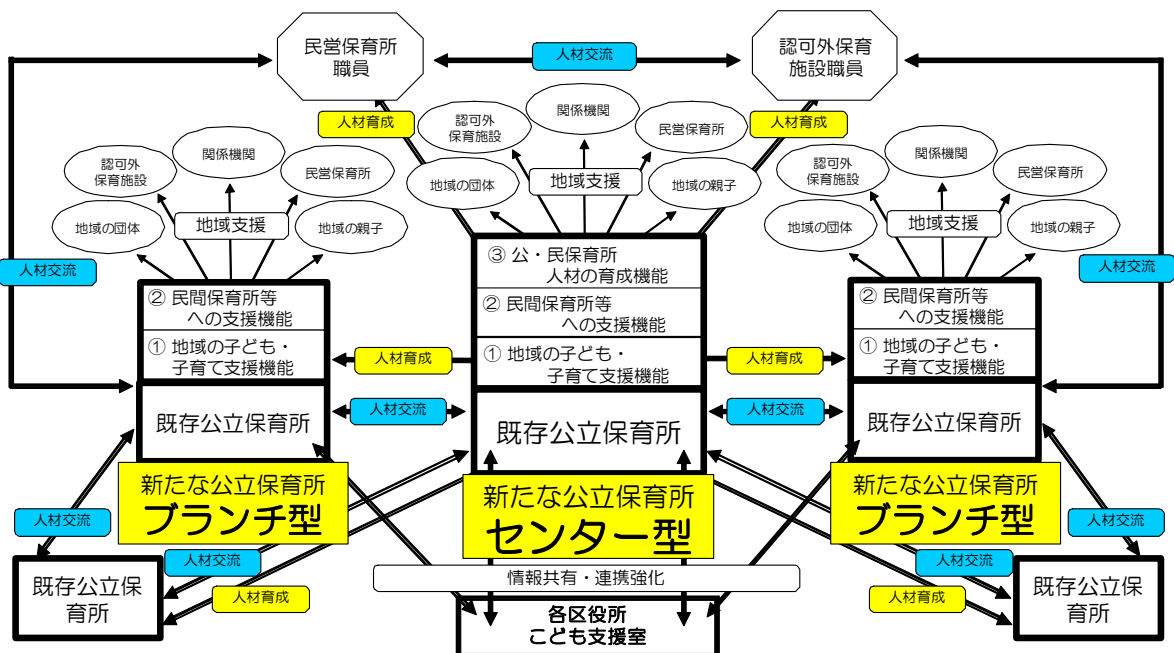 民営保育所
職員
人材交流
認可外保育
施設職員
人材育成
人材育成
認可外
保育施設
関係機関
民営保育所
地域の団体
地域支援
地域の親子
認可外
保育施設
関係機関
民営保育所
地域の団体
地域支援
地域の親子
認可外
保育施設
関係機関
民営保育所
地域の団体
地域支援
地域の親子
人材交流
人材交流
② 民間保育所等
への支援機能
① 地域の子ども・
子育て支援機能
既存公立保育所
新たな公立保育所
ブランチ型
人材育成
人材交流
③ 公・民保育所
人材の育成機能
② 民間保育所等
への支援機能
① 地域の子ども・
子育て支援機能
既存公立保育所
新たな公立保育所
センター型
人材育成
人材交流
② 民間保育所等
への支援機能
① 地域の子ども・
子育て支援機能
既存公立保育所
新たな公立保育所
ブランチ型
人材交流
人材交流
人材育成
既存公立保
育所
情報共有・連携強化
各区役所
こども支援室
人材交流
人材交流
人材育成
既存公立保
育所